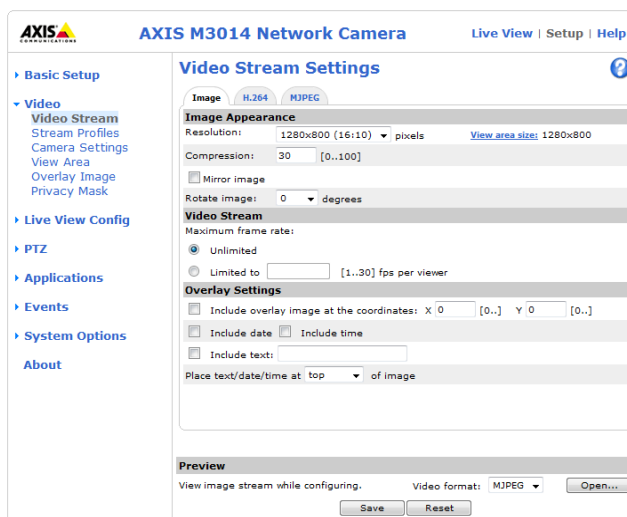 AXIS
COMMUNICATIONS
AXIS M3014 Network Camera
Live View | Setup | Help
Basic Setup
Video
Video Stream
Stream Profiles
Camera Settings
View Area
Overlay Image
Privacy Mask
Live View Config
PTZ
Applications
Events
System Options
About
Video Stream Settings
?
Image H.264 MJPEG
Image Appearance
Resolution: 1280x800 (16:10) pixels View area size: 1280x800
Compression: 30 [0..100]
Mirror image
Rotate image: 0 degrees
Video Stream
Maximum frame rate:
Unlimited
Limited to [1..30] fps per viewer
Overlay Settings
Include overlay image at the coordinates: X 0 [0..] Y 0 [0..]
Include date Include time
Include text:
Place text/date/time at top of image
Preview
View image stream while configuring. Video format: MJPEG Open...
Save Reset